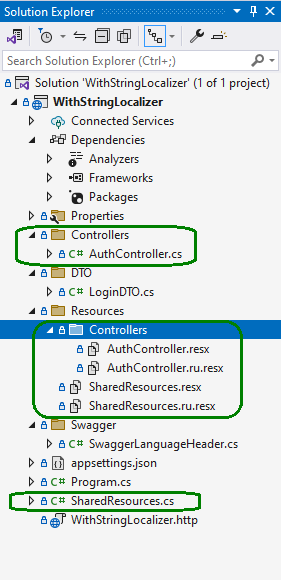 Solution Explorer
Search Solution Explorer (Ctrl+;)
Solution 'WithStringLocalizer' (1 of 1 project)
WithStringLocalizer
Connected Services
Dependencies
Analyzers
Frameworks
Packages
Properties
Controllers
C# AuthController.cs
DTO
C# LoginDTO.cs
Resources
Controllers
AuthController.resx
AuthController.ru.resx
SharedResources.resx
SharedResources.ru.resx
Swagger
C# SwaggerLanguageHeader.cs
appsettings.json
C# Program.cs
C# SharedResources.cs
WithStringLocalizer.http